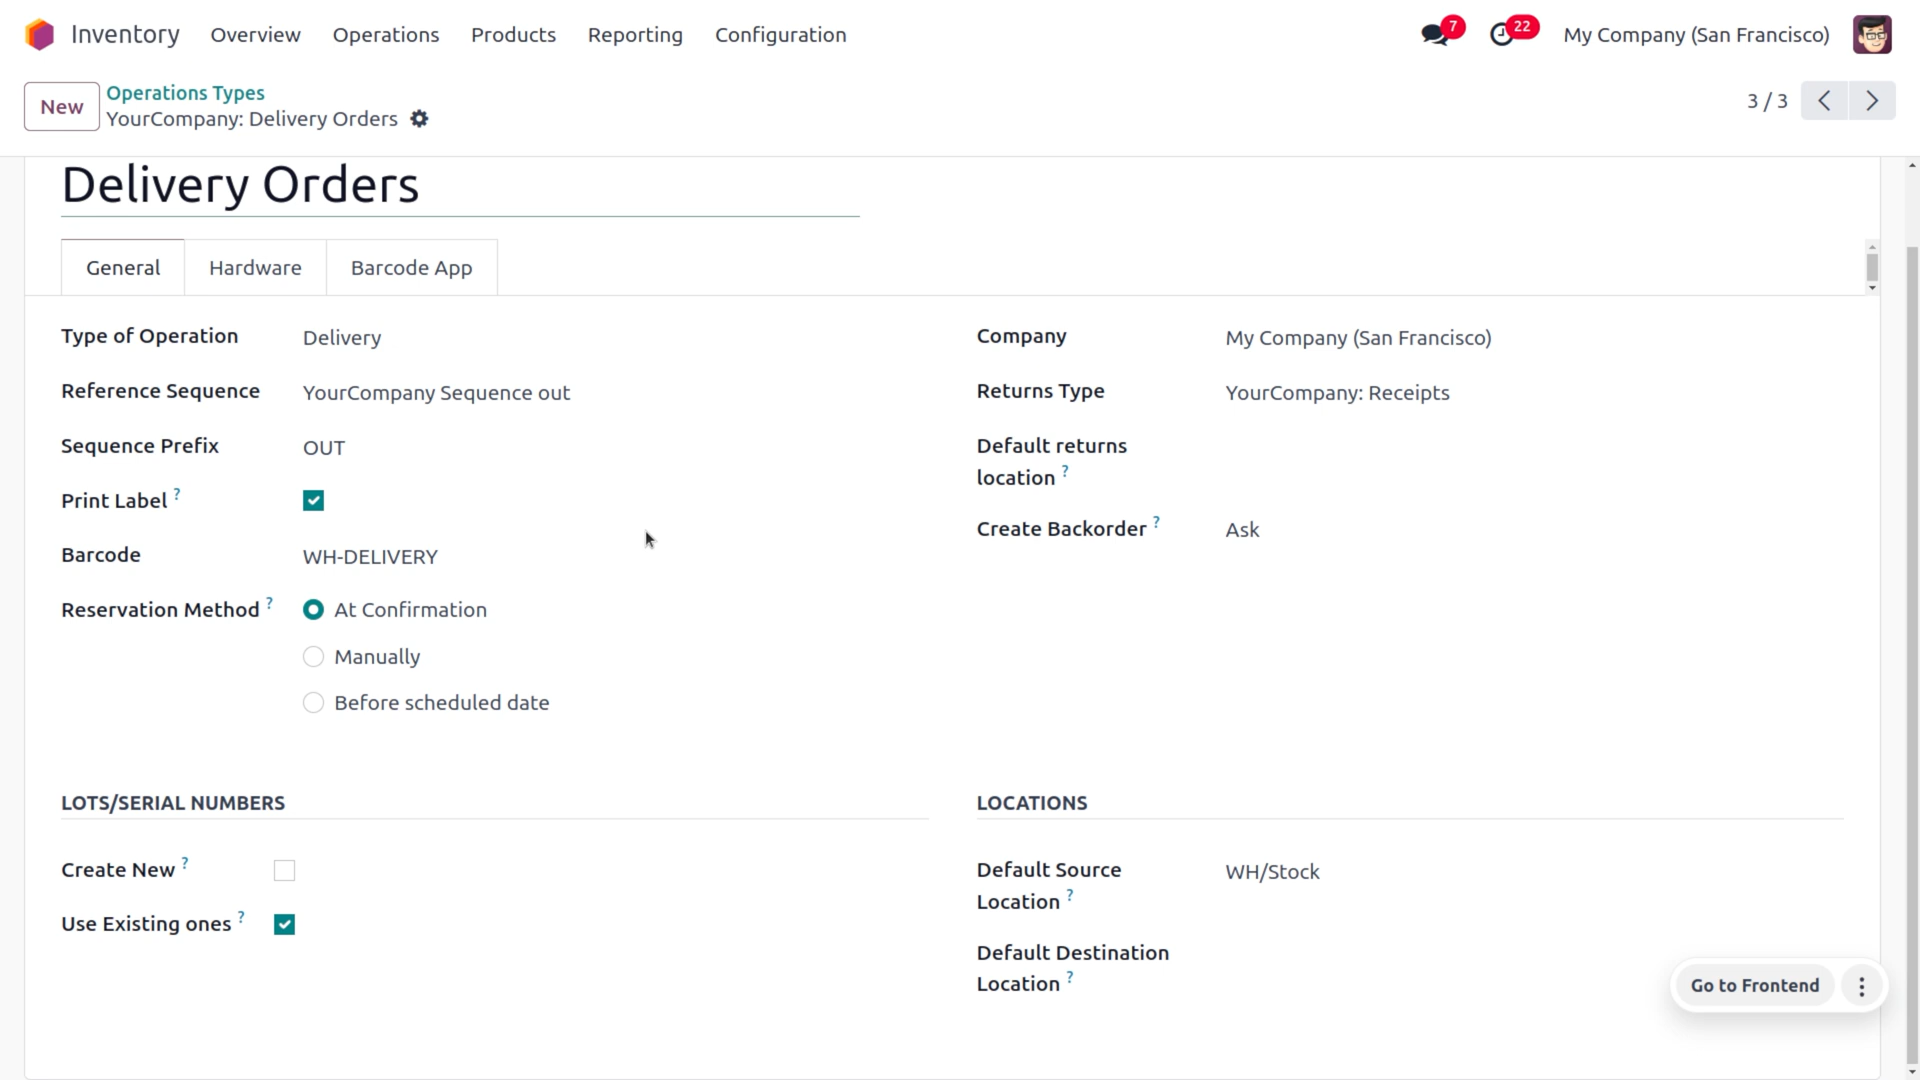 Inventory Overview Operations Products Reporting Configuration 7 22 My Company (San Francisco)
New Operations Types
YourCompany: Delivery Orders
3 / 3
Delivery Orders
General Hardware Barcode App
Type of Operation Delivery
Reference Sequence YourCompany Sequence out
Sequence Prefix OUT
Print Label ?
Barcode WH-DELIVERY
Reservation Method ? At Confirmation
Manually
Before scheduled date
Company My Company (San Francisco)
Returns Type YourCompany: Receipts
Default returns
location ?
Create Backorder ? Ask
LOTS/SERIAL NUMBERS
Create New ?
Use Existing ones ?
LOCATIONS
Default Source WH/Stock
Location ?
Default Destination
Location ?
Go to Frontend